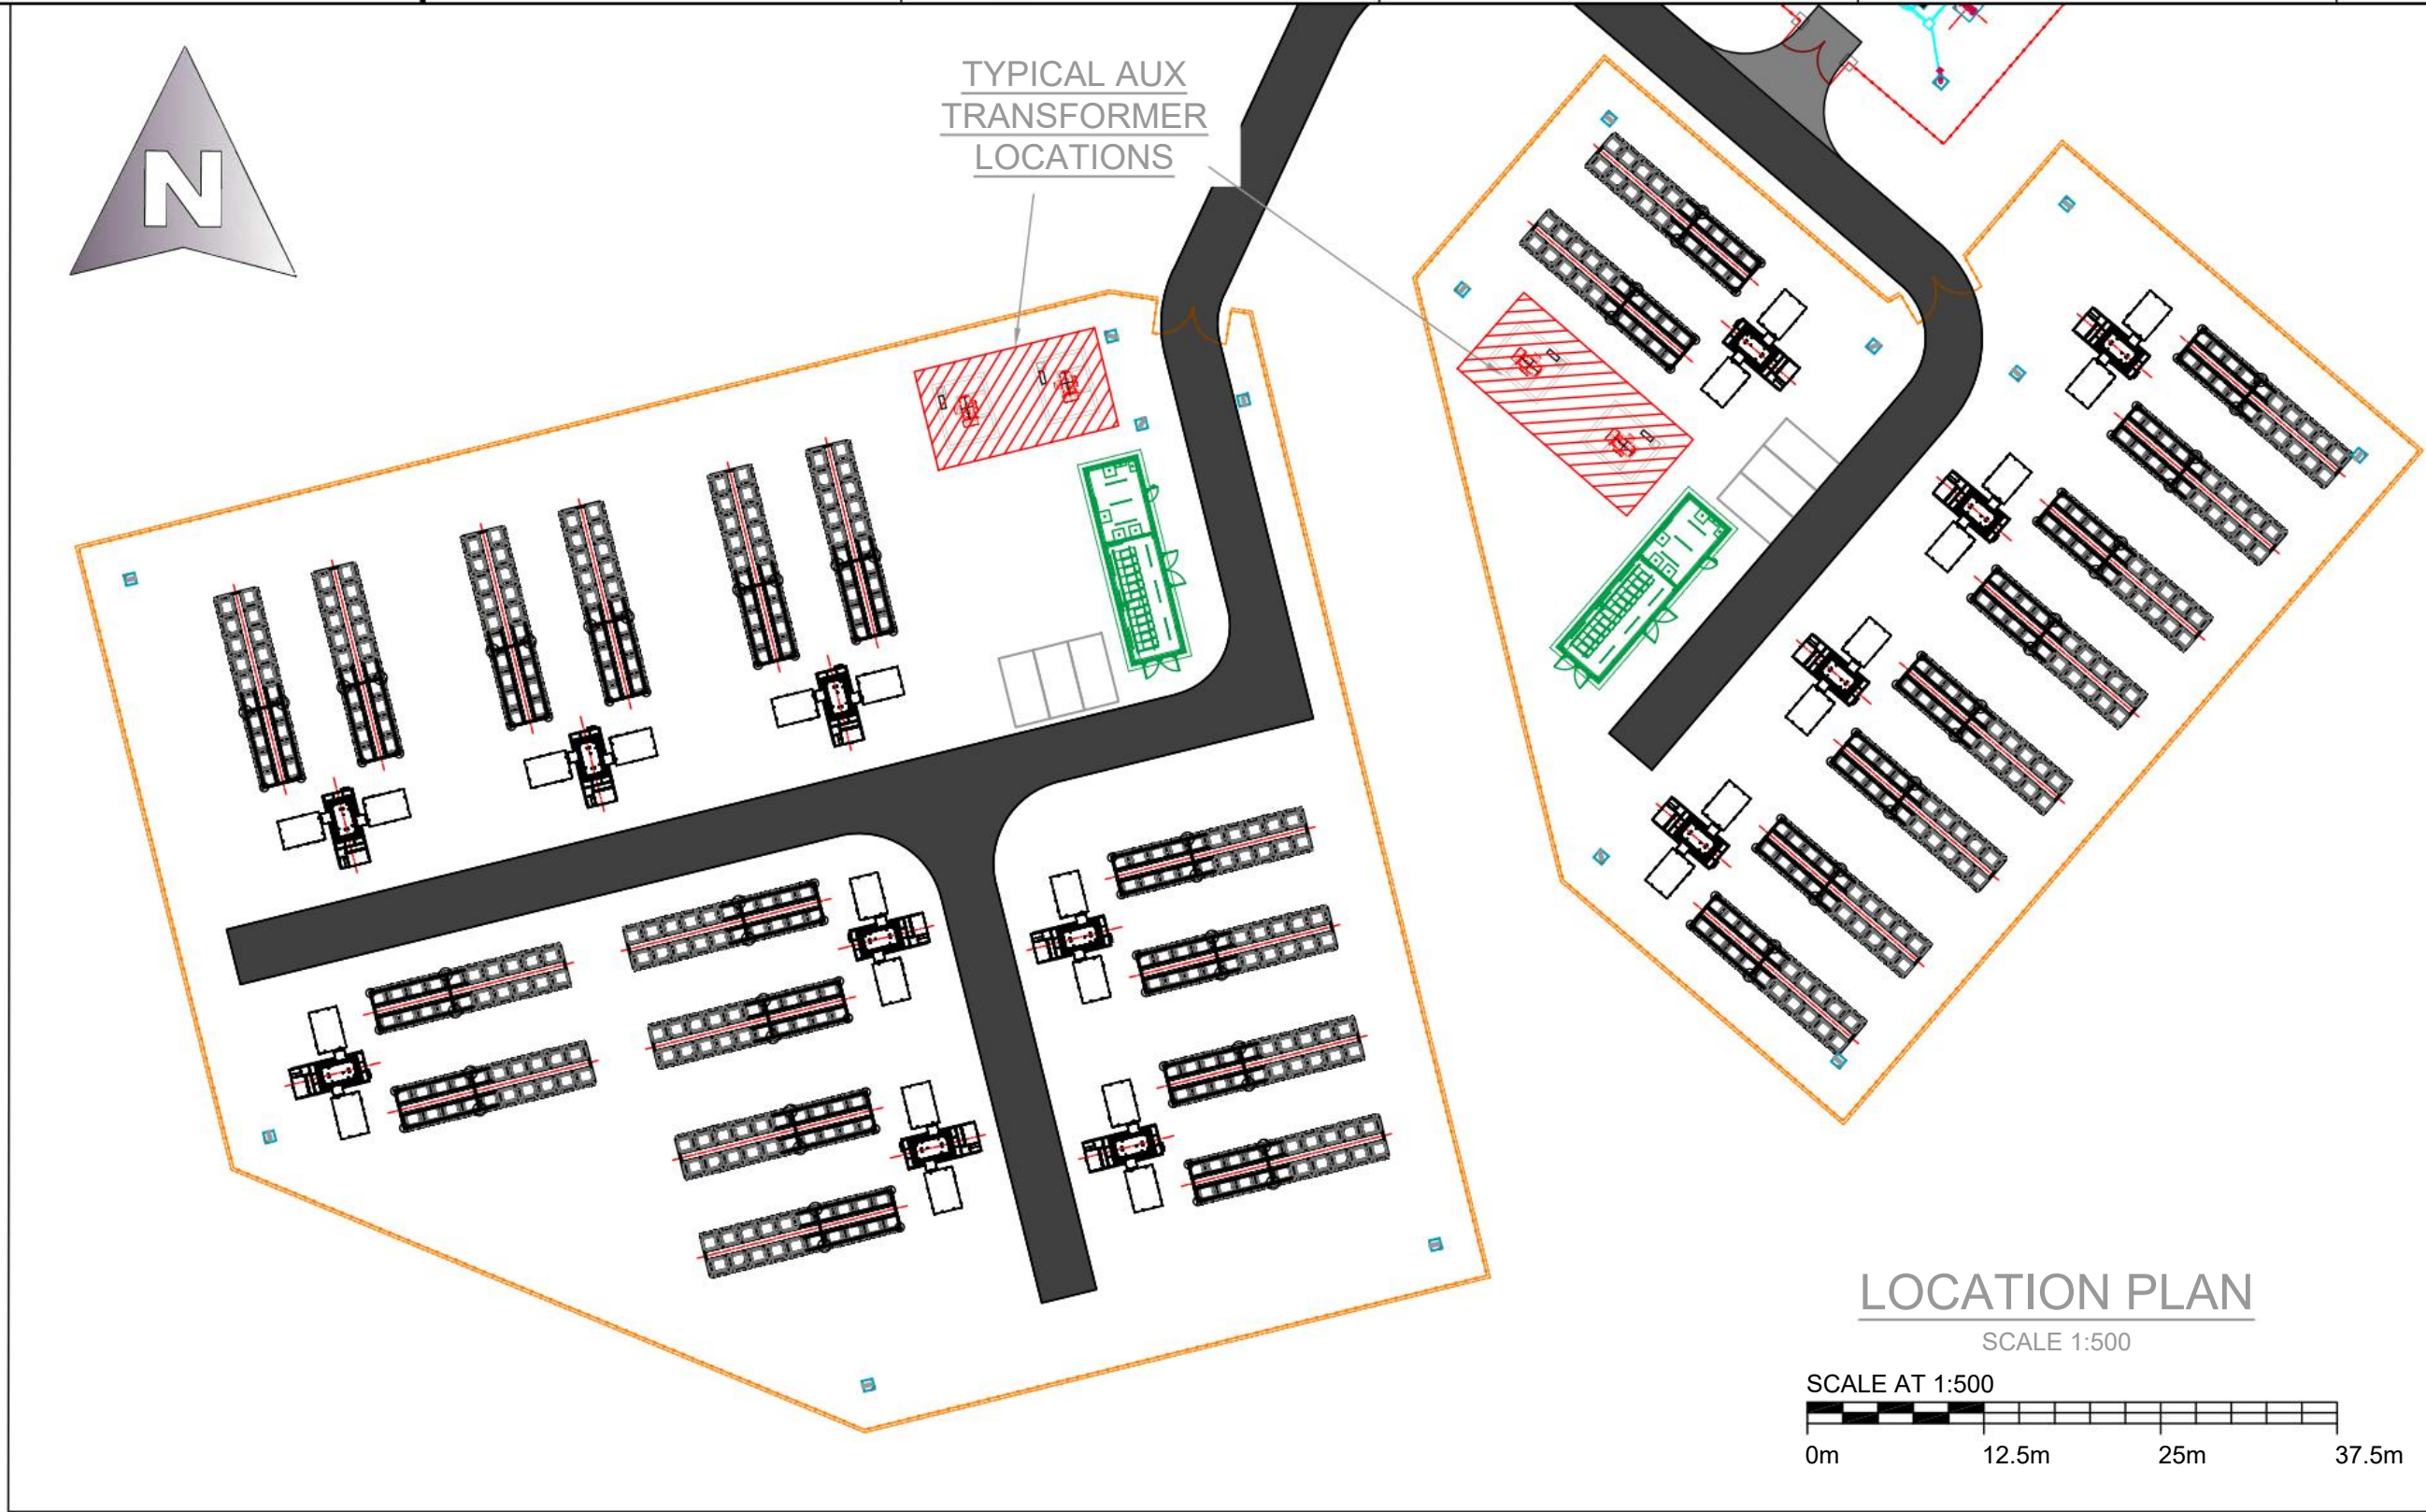 N
TYPICAL AUX
TRANSFORMER
LOCATIONS
LOCATION PLAN
SCALE 1:500
SCALE AT 1:500
0m 12.5m 25m 37.5m